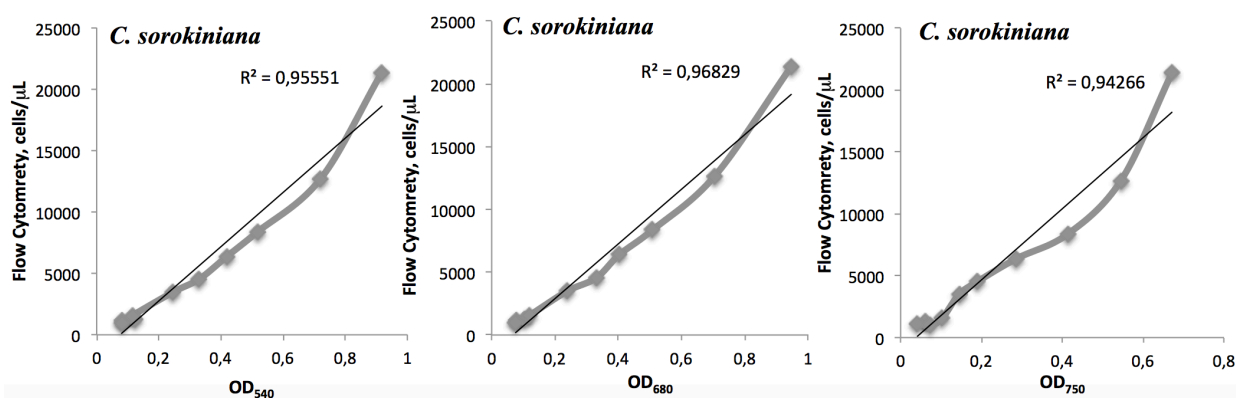 C. sorokiniana
R² = 0,95551
Flow Cytomrety, cells/µL
25000
20000
15000
10000
5000
0
0 0,2 0,4 0,6 0,8 1
OD540
C. sorokiniana
R² = 0,96829
Flow Cytomrety, cells/µL
25000
20000
15000
10000
5000
0
0 0,2 0,4 0,6 0,8 1
OD680
C. sorokiniana
R² = 0,94266
Flow Cytomrety, cells/µL
25000
20000
15000
10000
5000
0
0 0,2 0,4 0,6 0,8
OD750